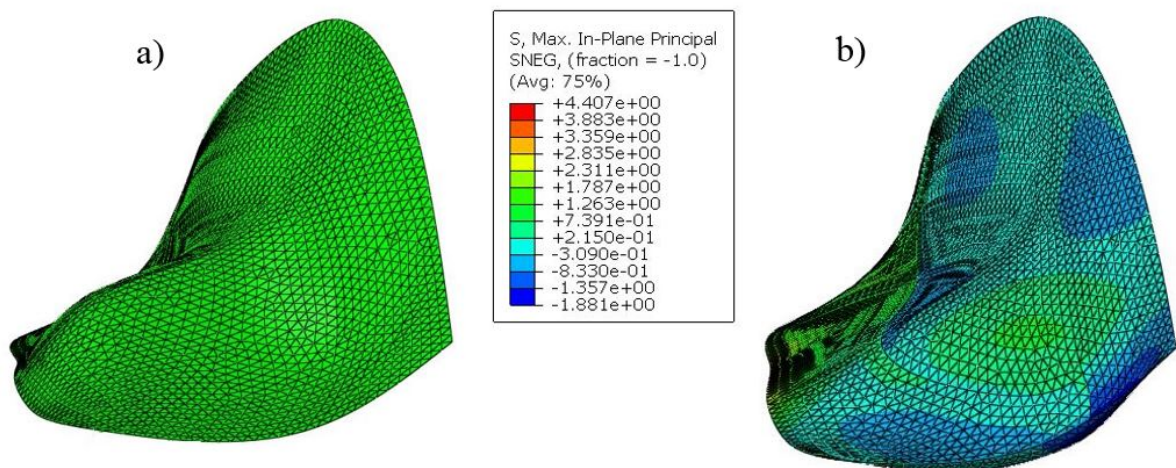 a)
S, Max. In-Plane Principal
SNEG, (fraction = -1.0)
(Avg: 75%)
+4.407e+00
+3.883e+00
+3.359e+00
+2.835e+00
+2.311e+00
+1.787e+00
+1.263e+00
+7.391e-01
+2.150e-01
-3.090e-01
-8.330e-01
-1.357e+00
-1.881e+00
b)